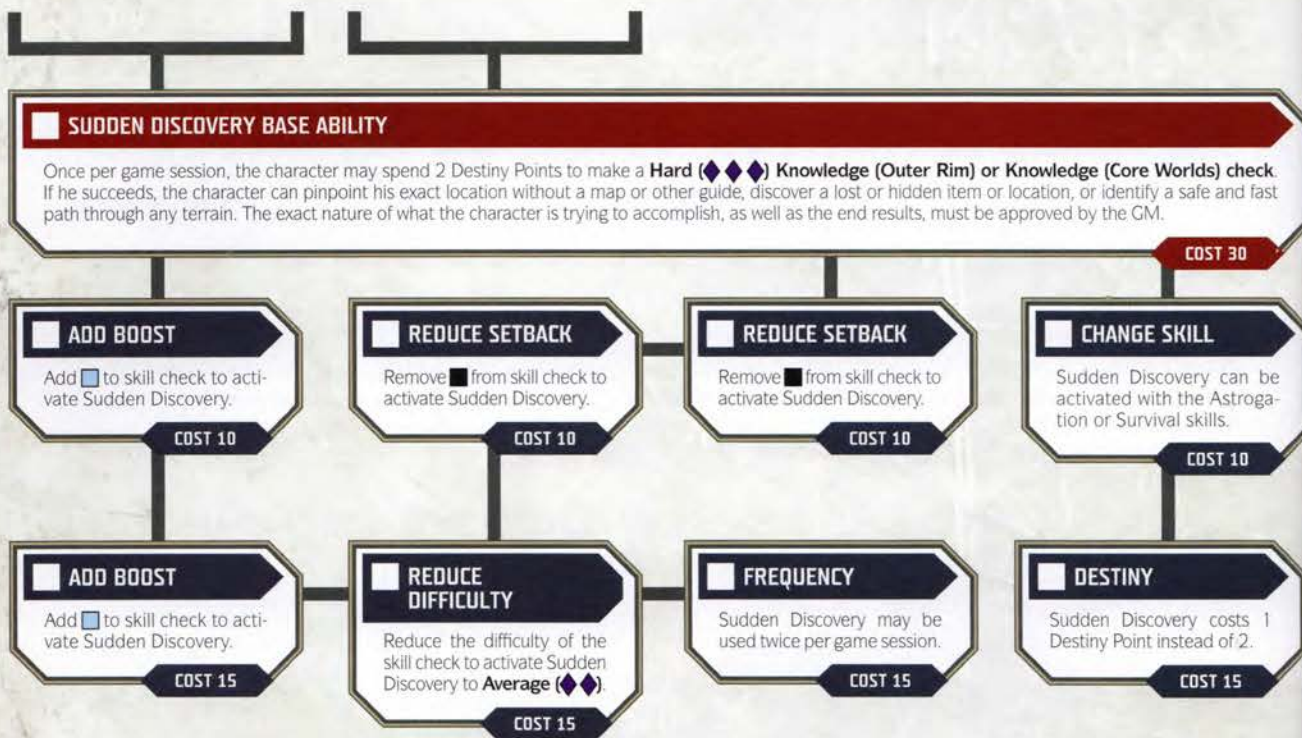 SUDDEN DISCOVERY BASE ABILITY
Once per game session, the character may spend 2 Destiny Points to make a Hard (◆◆◆) Knowledge (Outer Rim) or Knowledge (Core Worlds) check.
If he succeeds, the character can pinpoint his exact location without a map or other guide, discover a lost or hidden item or location, or identify a safe and fast
path through any terrain. The exact nature of what the character is trying to accomplish, as well as the end results, must be approved by the GM.
COST 30
ADD BOOST
Add to skill check to acti-
vate Sudden Discovery.
COST 10
REDUCE SETBACK
Remove from skill check to
activate Sudden Discovery.
COST 10
REDUCE SETBACK
Remove from skill check to
activate Sudden Discovery.
COST 10
CHANGE SKILL
Sudden Discovery can be
activated with the Astroga-
tion or Survival skills.
COST 10
ADD BOOST
Add to skill check to acti-
vate Sudden Discovery.
COST 15
REDUCE
DIFFICULTY
Reduce the difficulty of the
skill check to activate Sudden
Discovery to Average (◆◆).
COST 15
FREQUENCY
Sudden Discovery may be
used twice per game session.
COST 15
DESTINY
Sudden Discovery costs 1
Destiny Point instead of 2.
COST 15